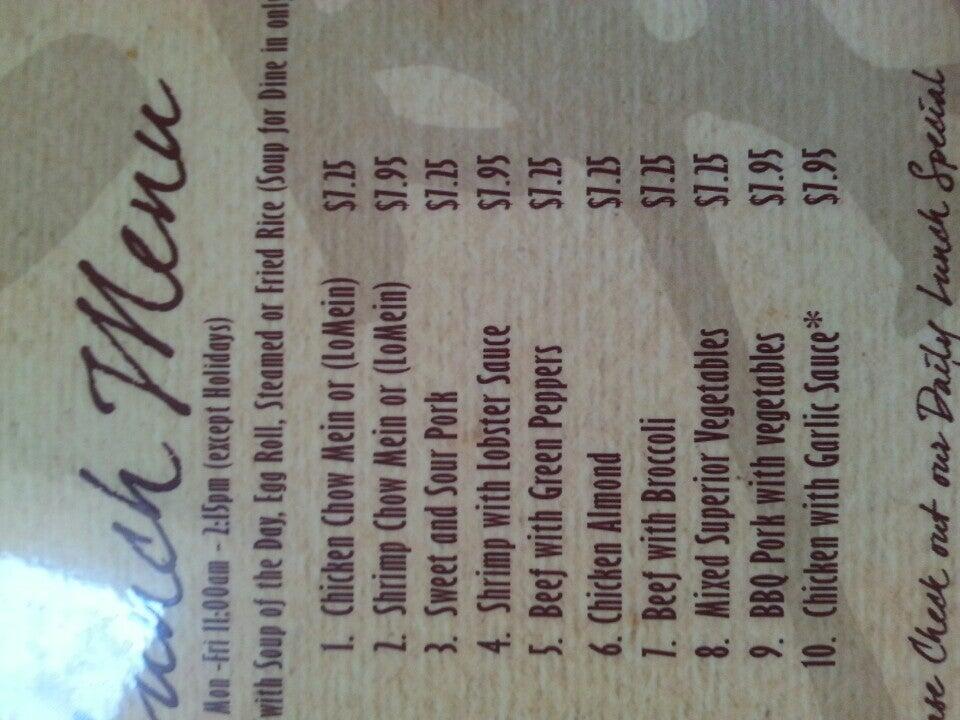 Lunch Menu
Mon -Fri 11:00am - 2:15pm (except Holidays)
with Soup of the Day, Egg Roll, Steamed or Fried Rice (Soup for Dine in only
1. Chicken Chow Mein or (LoMein) $7.25
2. Shrimp Chow Mein or (LoMein) $7.95
3. Sweet and Sour Pork $7.25
4. Shrimp with Lobster Sauce $7.95
5. Beef with Green Peppers $7.25
6. Chicken Almond $7.25
7. Beef with Broccoli $7.25
8. Mixed Superior Vegetables $7.25
9. BBQ Pork with vegetables $7.95
10. Chicken with Garlic Sauce* $7.95
ase Check out our Daily Lunch Special